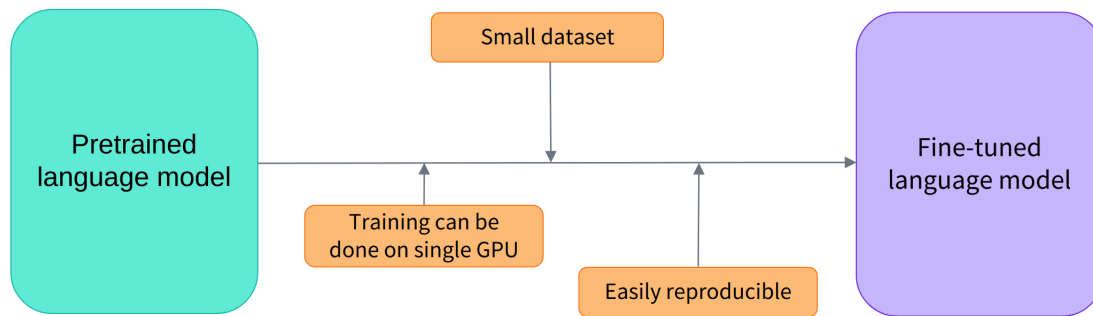 Pretrained
language model
Small dataset
Training can be
done on single GPU
Easily reproducible
Fine-tuned
language model